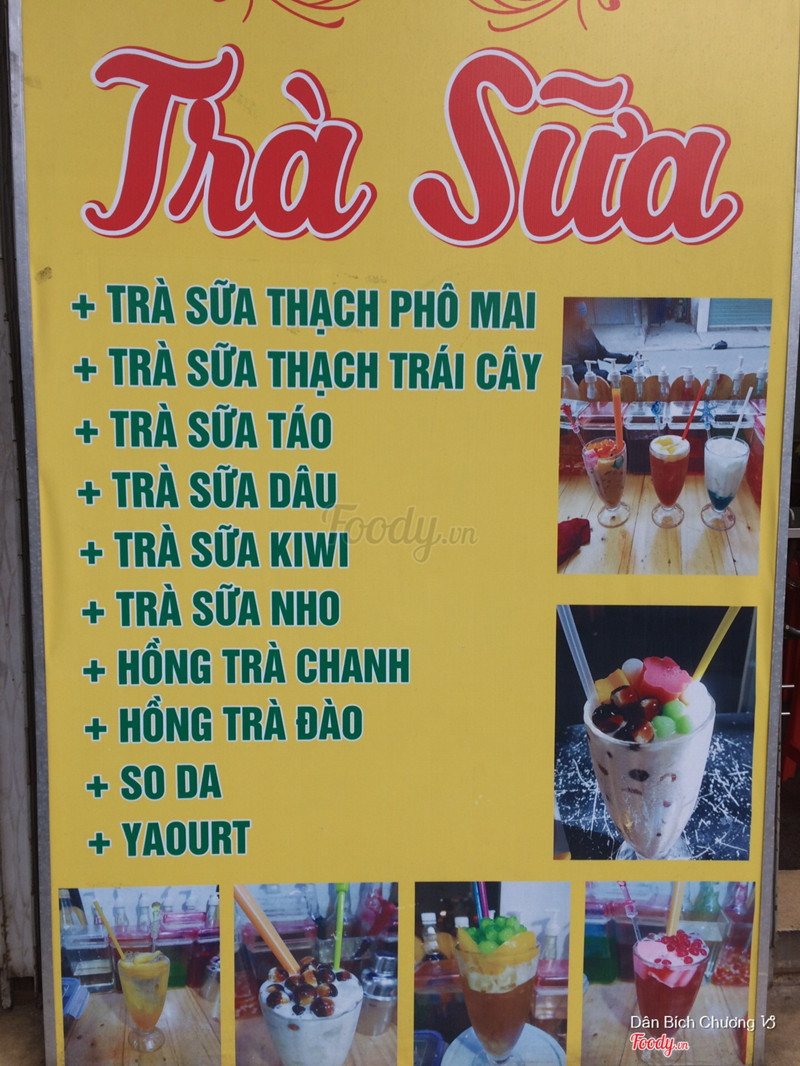 Trà Sữa
+ TRÀ SỮA THẠCH PHÔ MAI
+ TRÀ SỮA THẠCH TRÁI CÂY
+ TRÀ SỮA TÁO
+ TRÀ SỮA DÂU
+ TRÀ SỮA KIWI
+ TRÀ SỮA NHO
+ HỒNG TRÀ CHANH
+ HỒNG TRÀ ĐÀO
+ SO DA
+ YAOURT
Foody.vn
Dân Bích Chương
Foody.vn